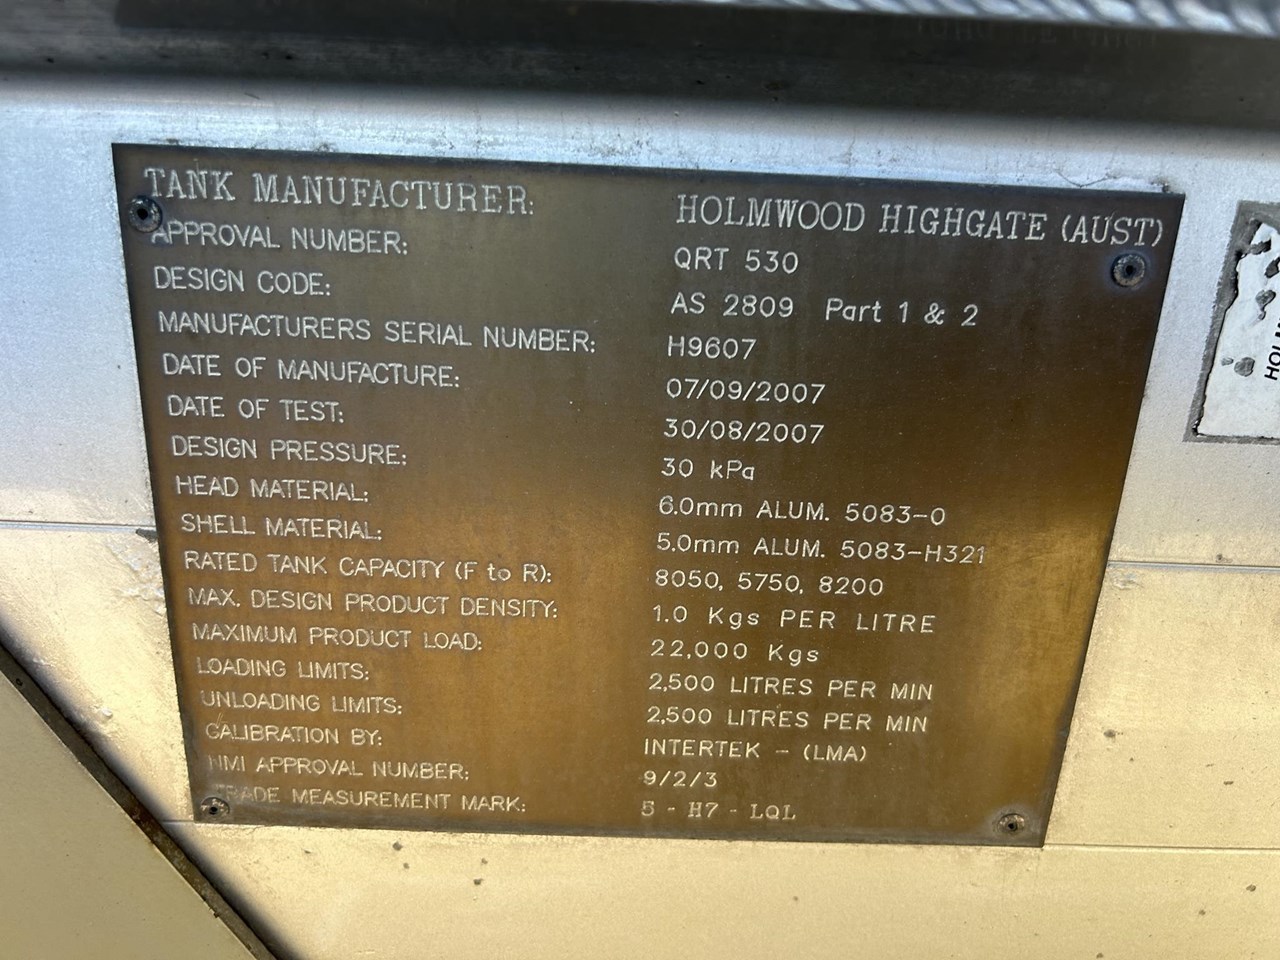 TANK MANUFACTURER: HOLMWOOD HIGHGATE (AUST)
APPROVAL NUMBER: QRT 530
DESIGN CODE: AS 2809 Part 1 & 2
MANUFACTURERS SERIAL NUMBER: H9607
DATE OF MANUFACTURE: 07/09/2007
DATE OF TEST: 30/08/2007
DESIGN PRESSURE: 30 kPa
HEAD MATERIAL: 6.0mm ALUM. 5083-0
SHELL MATERIAL: 5.0mm ALUM. 5083-H321
RATED TANK CAPACITY (F to R): 8050, 5750, 8200
MAX. DESIGN PRODUCT DENSITY: 1.0 Kgs PER LITRE
MAXIMUM PRODUCT LOAD: 22,000 Kgs
LOADING LIMITS: 2,500 LITRES PER MIN
UNLOADING LIMITS: 2,500 LITRES PER MIN
CALIBRATION BY: INTERTEK - (LMA)
NMI APPROVAL NUMBER: 9/2/3
TRADE MEASUREMENT MARK: 5 - H7 - LQL